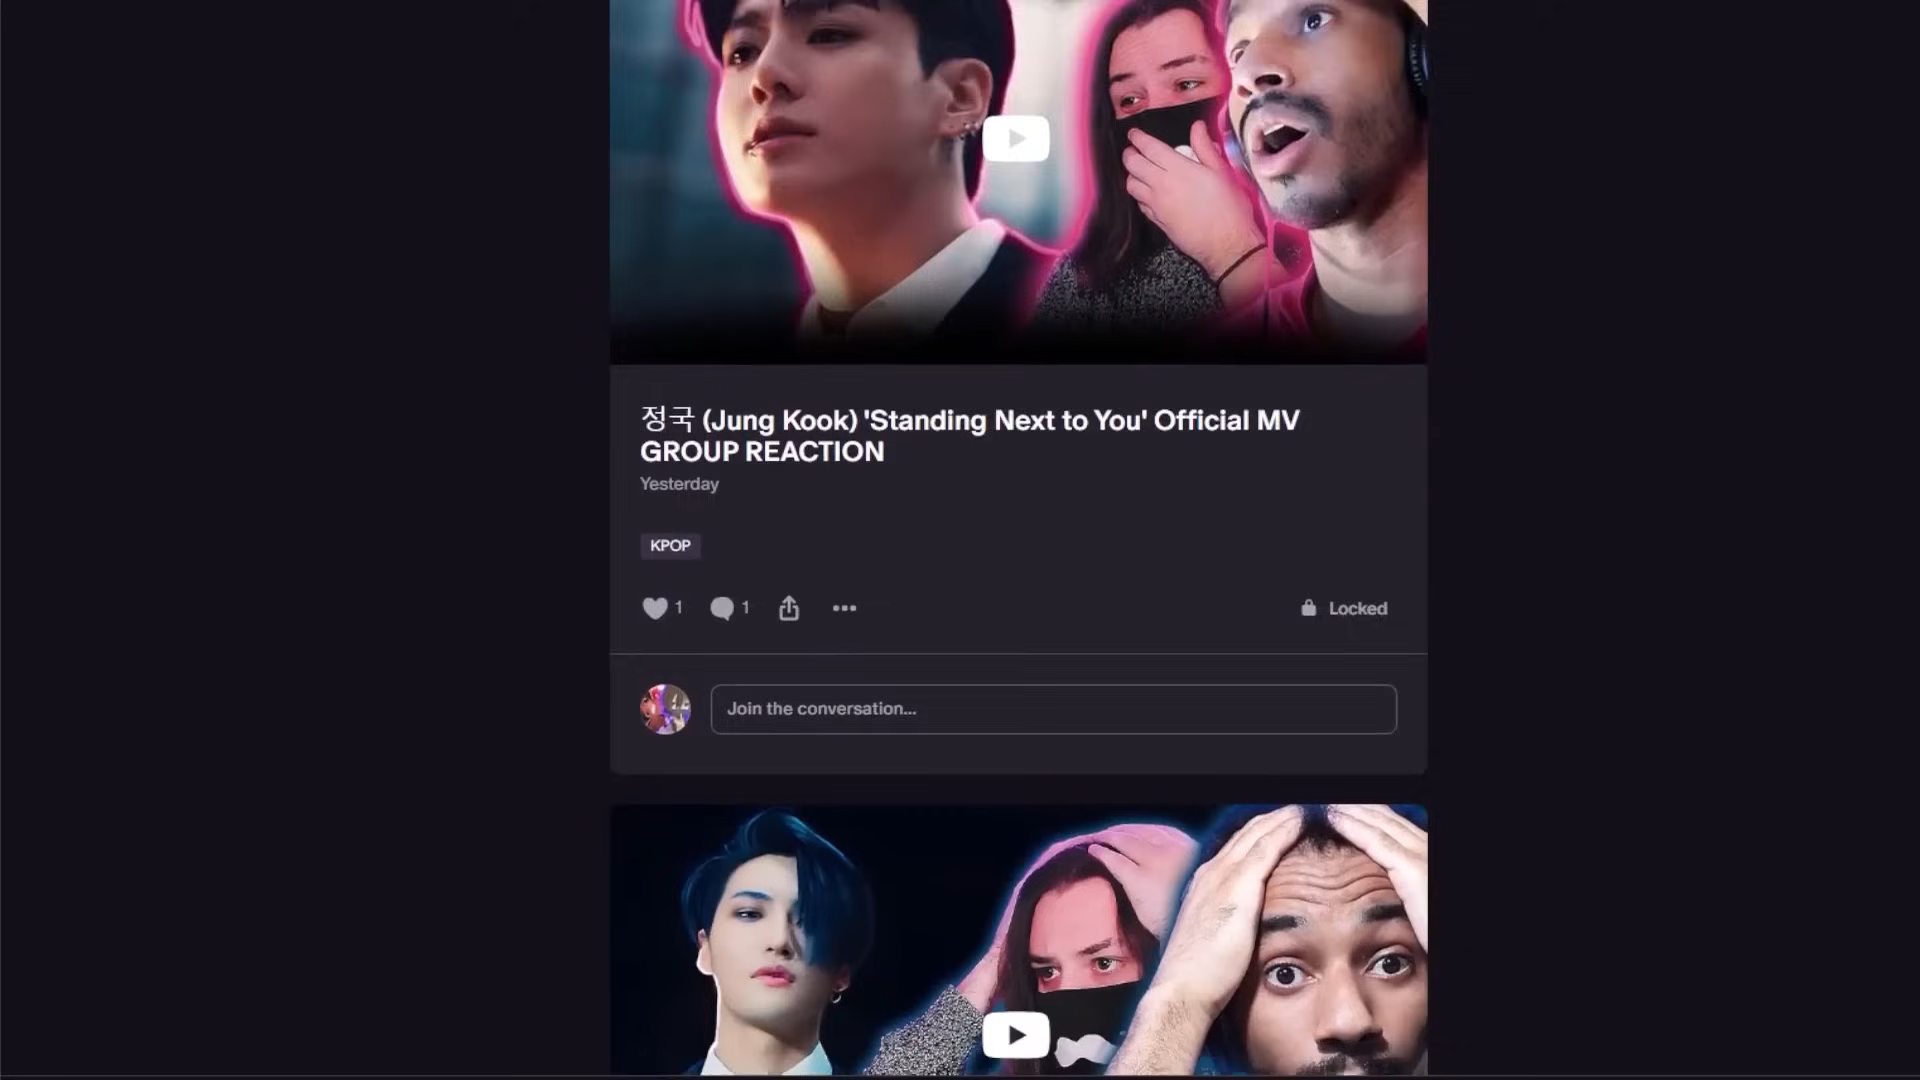 정국 (Jung Kook) 'Standing Next to You' Official MV
GROUP REACTION
Yesterday
KPOP
1
1
Locked
Join the conversation...